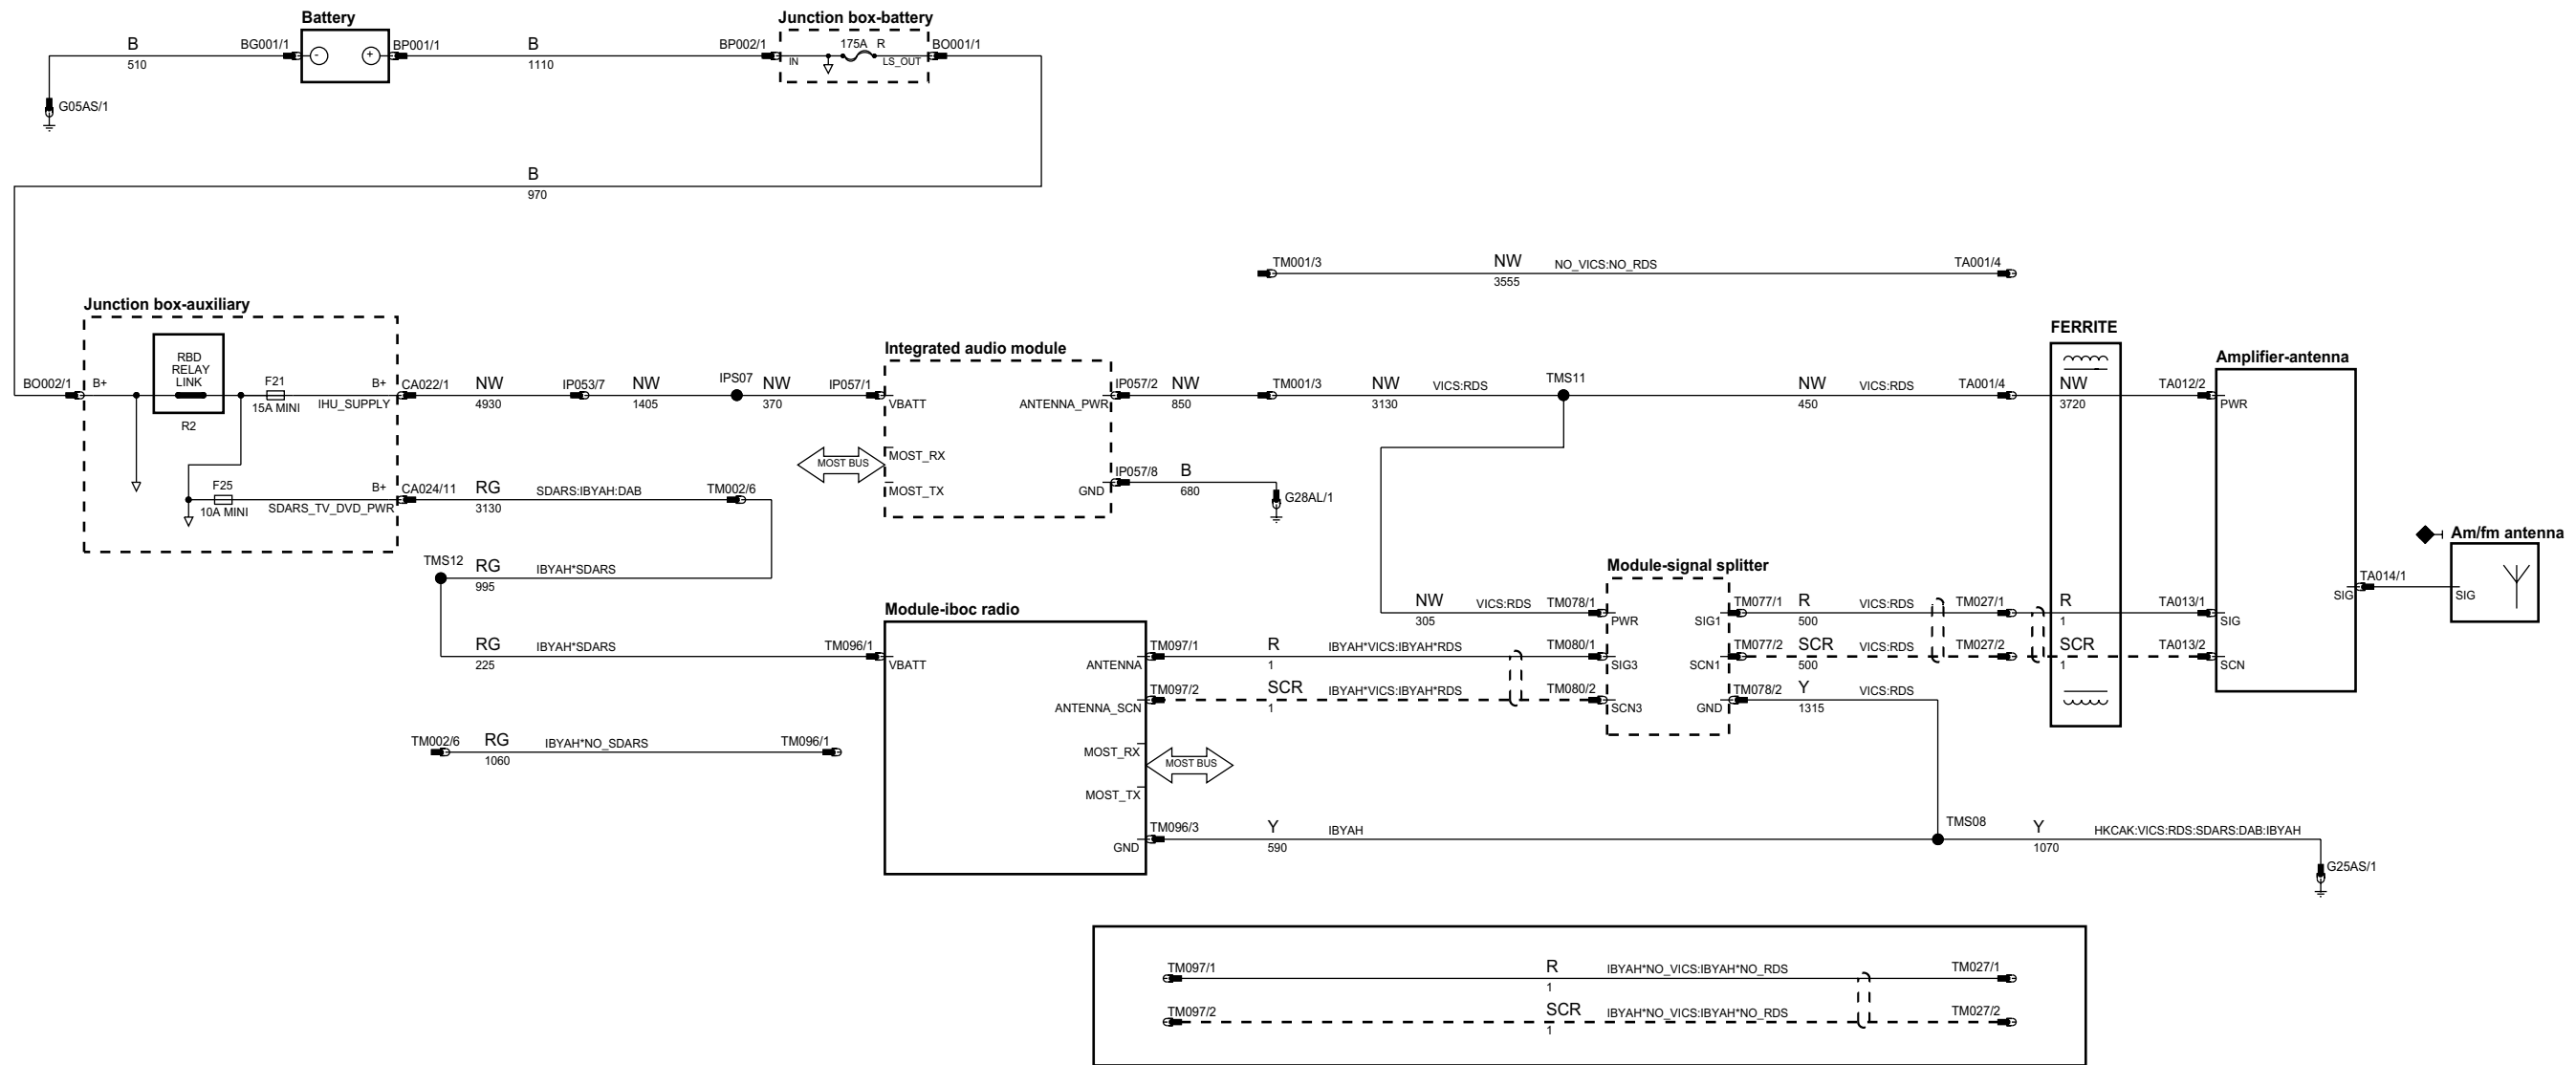 Battery
Junction box-battery
B
510
BG001/1
-
+
BP001/1
B
1110
BP002/1
175A R
IN
LS_OUT
BO001/1
G05AS/1
B
970
TM001/3
NW
3555
NO_VICS:NO_RDS
TA001/4
Junction box-auxiliary
RBD
RELAY
LINK
R2
BO002/1
B+
F21
15A MINI
B+
IHU_SUPPLY
CA022/1
NW
4930
IP053/7
NW
1405
IPS07
NW
370
IP057/1
Integrated audio module
VBATT
ANTENNA_PWR
MOST BUS
MOST_RX
MOST_TX
GND
IP057/2
NW
850
TM001/3
NW
3130
VICS:RDS
TMS11
NW
450
VICS:RDS
TA001/4
FERRITE
NW
3720
TA012/2
Amplifier-antenna
PWR
IP057/8
B
680
G28AL/1
F25
10A MINI
B+
SDARS_TV_DVD_PWR
CA024/11
RG
3130
SDARS:IBYAH:DAB
TM002/6
TMS12
RG
995
IBYAH*SDARS
RG
225
IBYAH*SDARS
TM096/1
Module-iboc radio
VBATT
ANTENNA
ANTENNA_SCN
MOST_RX
MOST_TX
GND
MOST BUS
TM002/6
RG
1060
IBYAH*NO_SDARS
TM096/1
Module-signal splitter
NW
305
VICS:RDS
TM078/1
PWR
SIG1
SIG3
SCN1
SCN3
GND
TM097/1
R
1
IBYAH*VICS:IBYAH*RDS
TM080/1
TM097/2
SCR
1
IBYAH*VICS:IBYAH*RDS
TM080/2
TM077/1
R
500
VICS:RDS
TM027/1
R
1
TA013/1
SIG
TM077/2
SCR
500
VICS:RDS
TM027/2
SCR
1
TA013/2
SCN
TM078/2
Y
1315
VICS:RDS
SIG
TA014/1
Am/fm antenna
SIG
TM096/3
Y
590
IBYAH
TMS08
Y
1070
HKCAK:VICS:RDS:SDARS:DAB:IBYAH
G25AS/1
TM097/1
R
1
IBYAH*NO_VICS:IBYAH*NO_RDS
TM027/1
TM097/2
SCR
1
IBYAH*NO_VICS:IBYAH*NO_RDS
TM027/2